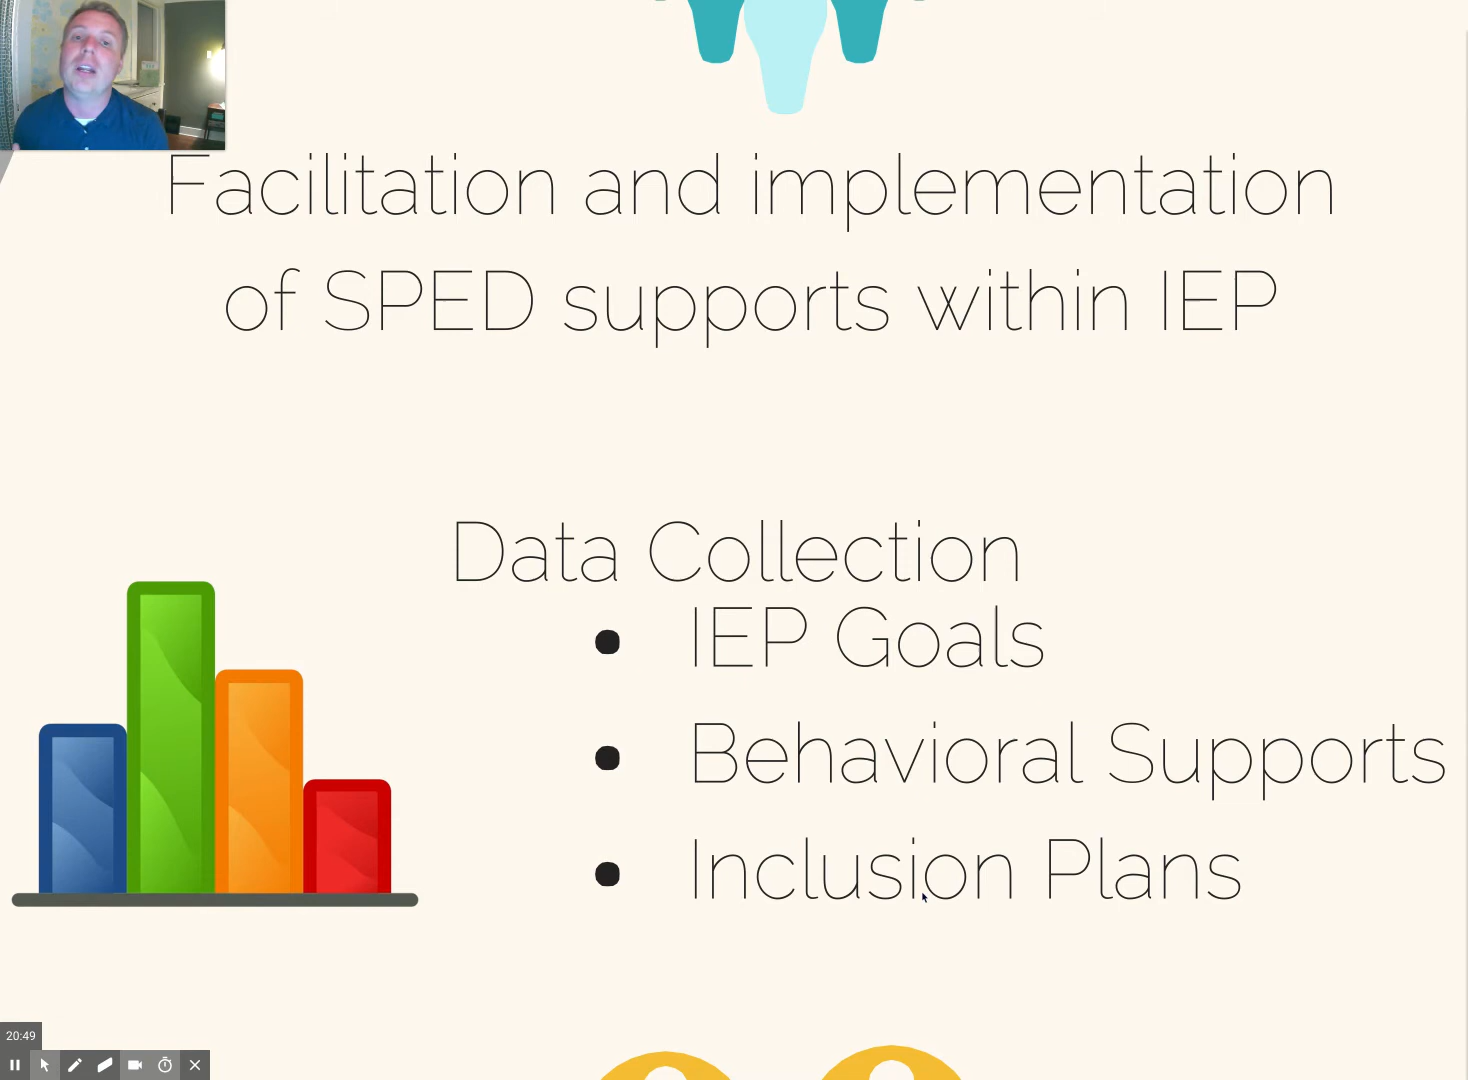 Facilitation and implementation
of SPED supports within IEP
Data Collection
IEP Goals
Behavioral Supports
Inclusion Plans
20:49